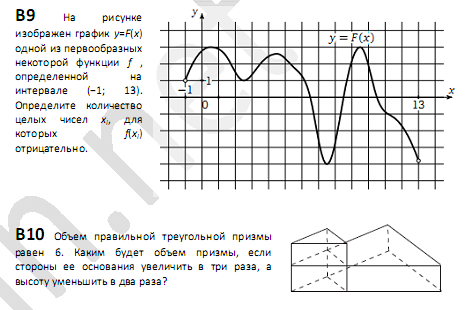 B9 На рисунке
изображен график y=F(x)
одной из первообразных
некоторой функции f ,
определенной на
интервале (−1; 13).
Определите количество
целых чисел xᵢ, для
которых f(xᵢ)
отрицательно.
y
y = F(x)
1
−1
0
13
x
B10 Объем правильной треугольной призмы
равен 6. Каким будет объем призмы, если
стороны ее основания увеличить в три раза, а
высоту уменьшить в два раза?